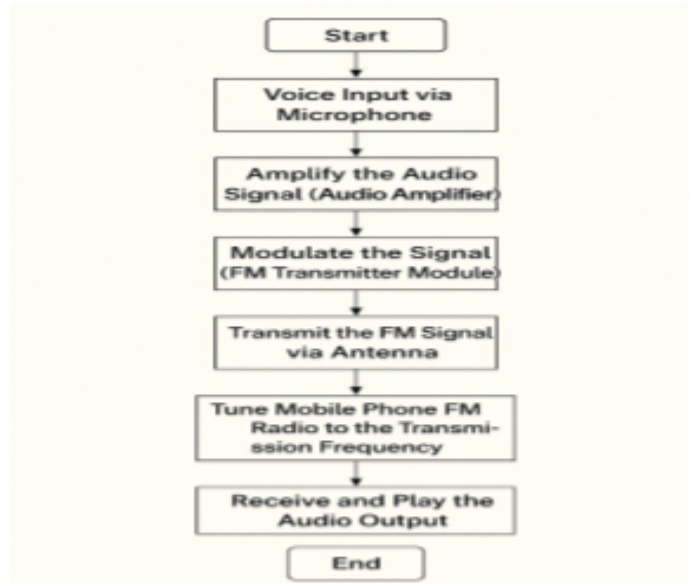 Start
Voice Input via
Microphone
Amplify the Audio
Signal (Audio Amplifier)
Modulate the Signal
(FM Transmitter Module)
Transmit the FM Signal
via Antenna
Tune Mobile Phone FM
Radio to the Transmi-
ssion Frequency
Receive and Play the
Audio Output
End